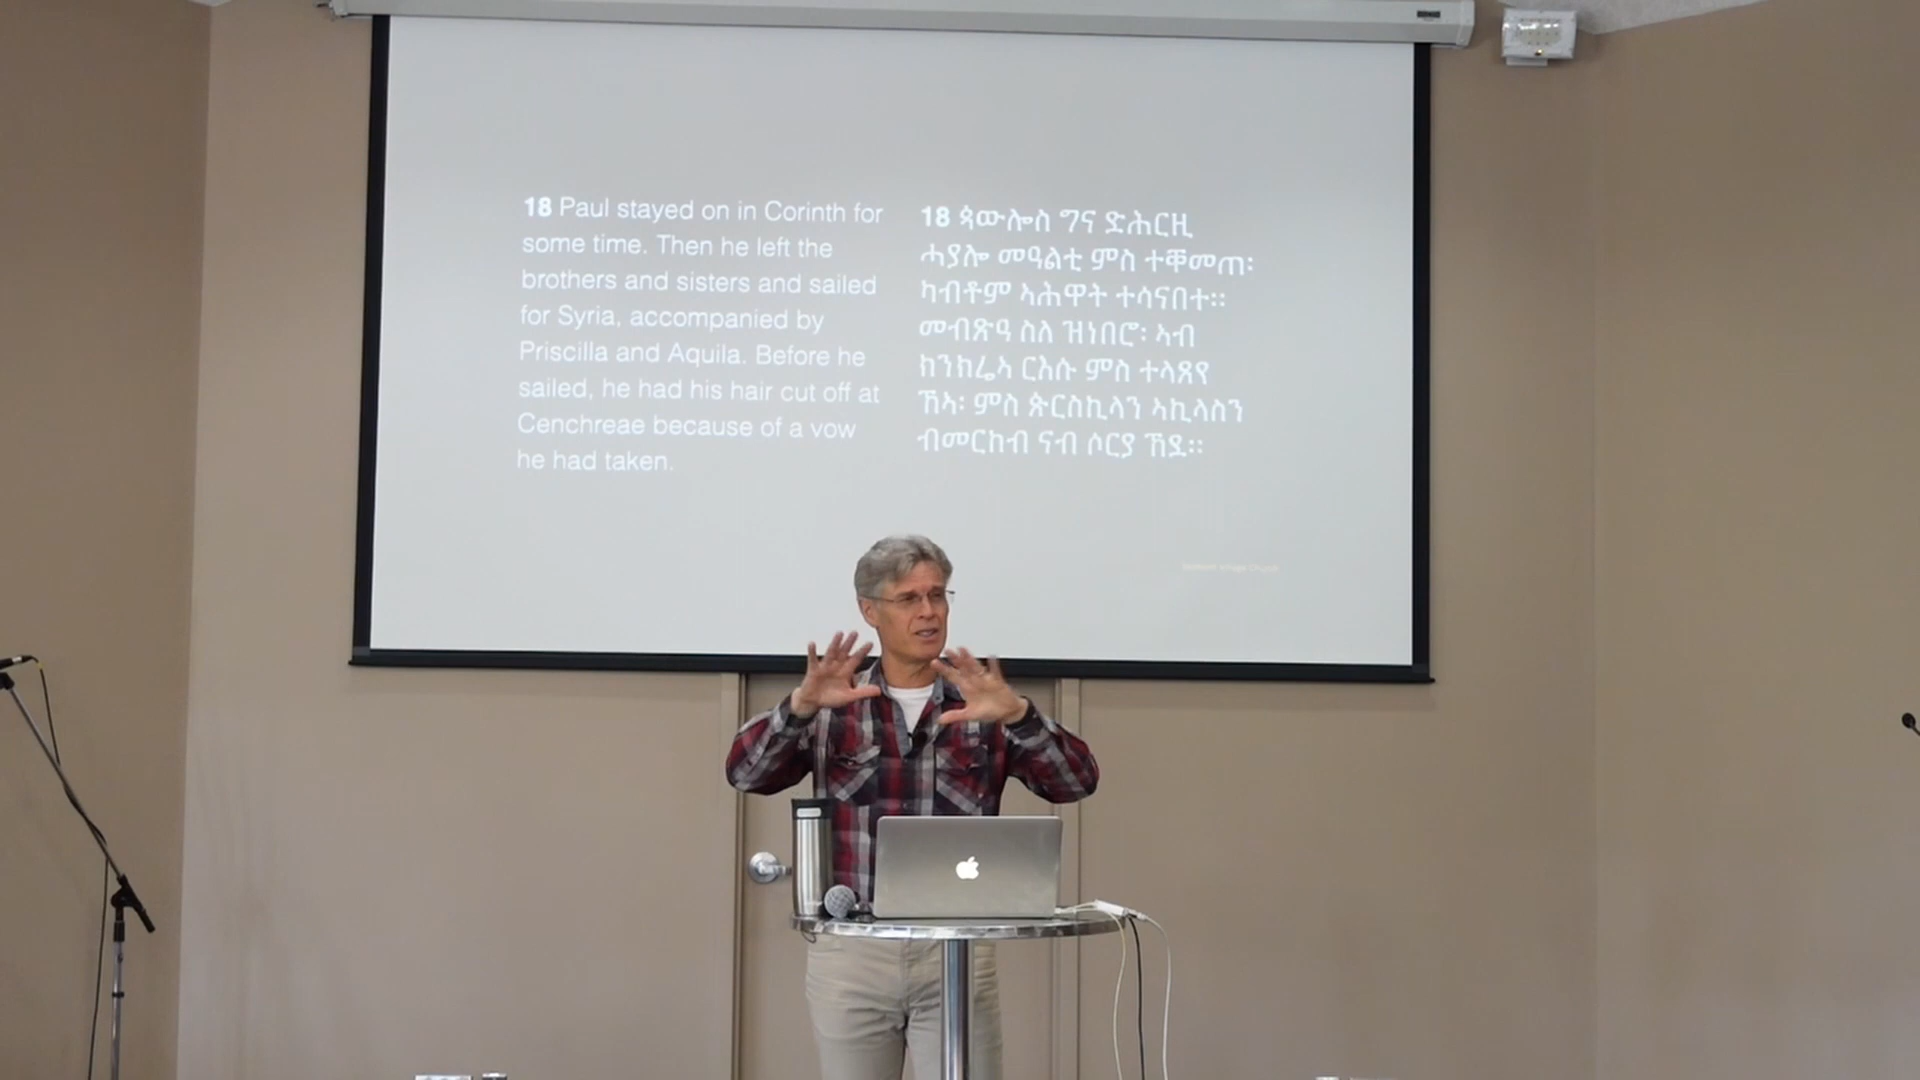 18 Paul stayed on in Corinth for
some time. Then he left the
brothers and sisters and sailed
for Syria, accompanied by
Priscilla and Aquila. Before he
sailed, he had his hair cut off at
Cenchreae because of a vow
he had taken.
18 ጳውሎስ ግና ድሕርዚ
ሓያሎ መዓልቲ ምስ ተቐመጠ፡
ካብቶም ኣሕዋት ተሳናበተ።
መብጽዓ ስለ ዝነበሮ፡ ኣብ
ከንክሬኣ ርእሱ ምስ ተላጸየ
ኸኣ፡ ምስ ጵርስኪላን ኣኪላስን
ብመርከብ ናብ ሶርያ ኸደ።